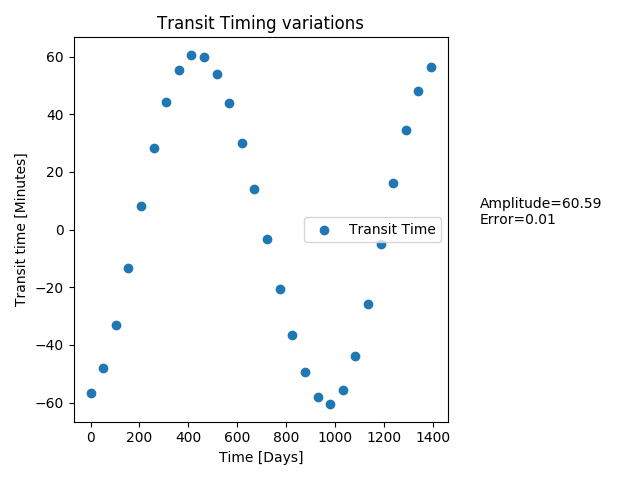 Transit Timing variations
Transit time [Minutes]
60
40
20
0
−20
−40
−60
Transit Time
Amplitude=60.59
Error=0.01
0 200 400 600 800 1000 1200 1400
Time [Days]